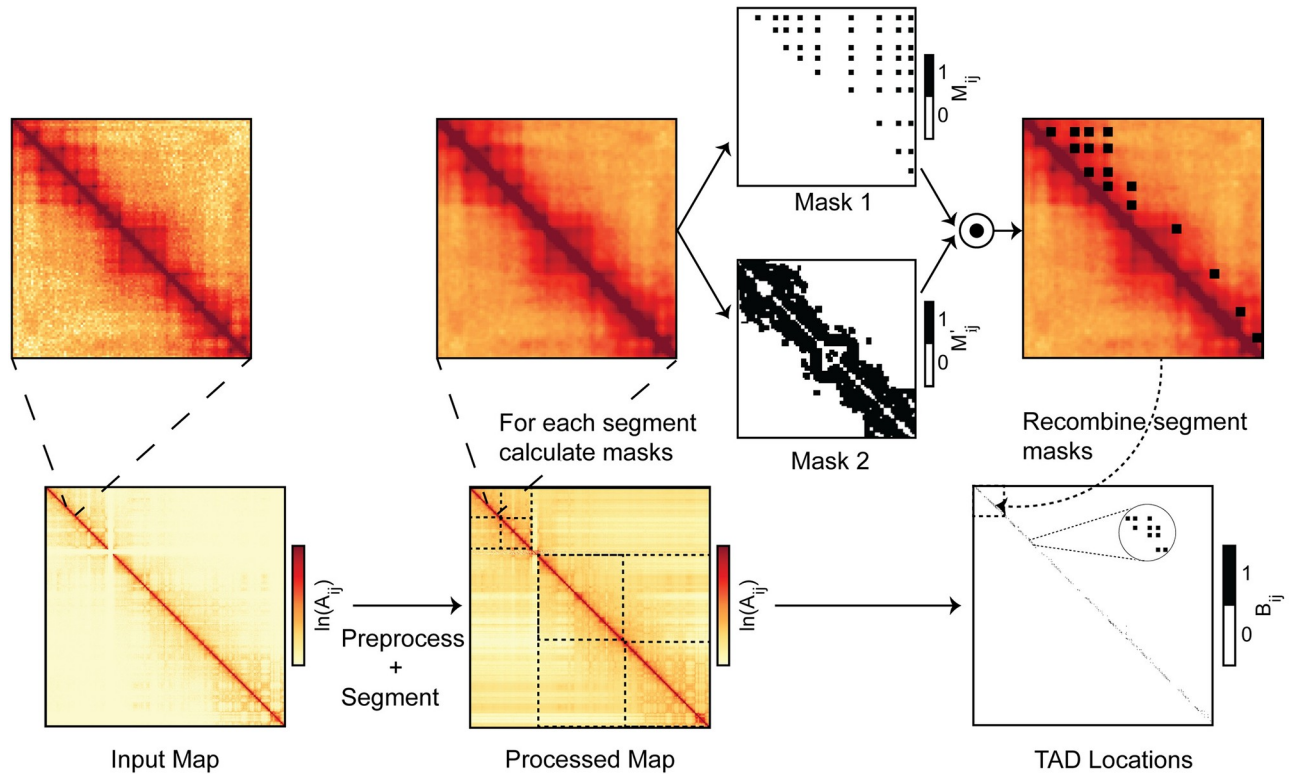 1
0
M_ij
Mask 1
1
0
M'_ij
Mask 2
For each segment
calculate masks
Recombine segment
masks
ln(A_ij)
Preprocess
+
Segment
ln(A_ij)
1
0
B_ij
Input Map
Processed Map
TAD Locations